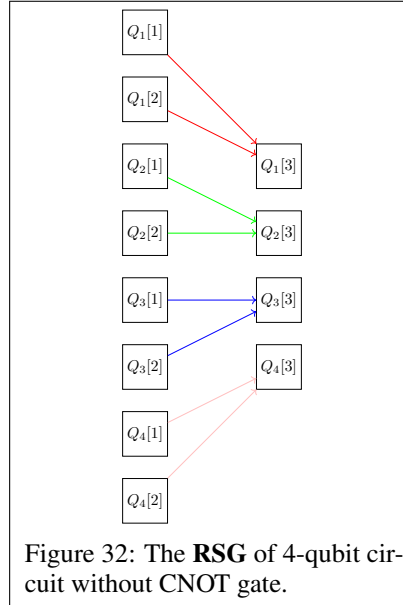 Q₁[1]
Q₁[2]
Q₂[1]
Q₁[3]
Q₂[2]
Q₂[3]
Q₃[1]
Q₃[3]
Q₃[2]
Q₄[3]
Q₄[1]
Q₄[2]
Figure 32: The RSG of 4-qubit cir-
cuit without CNOT gate.